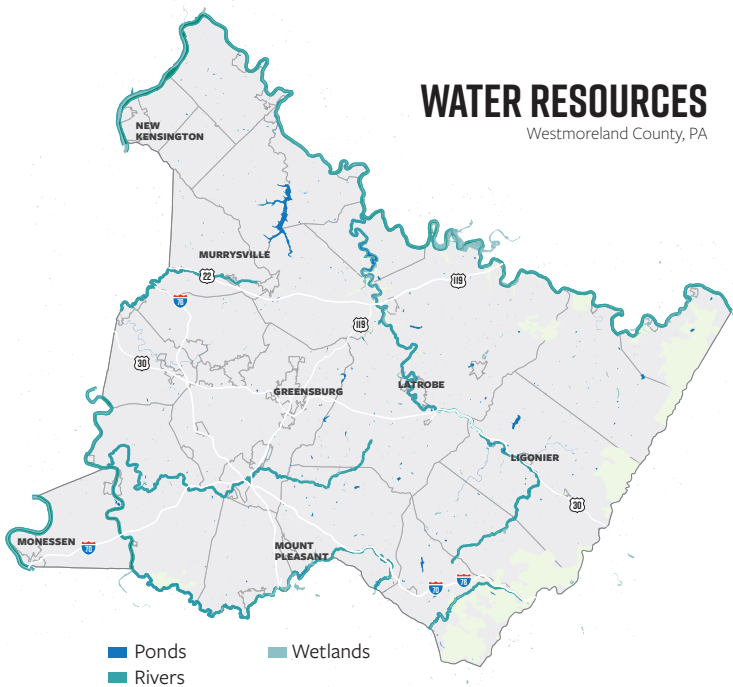 WATER RESOURCES
Westmoreland County, PA
NEW
KENSINGTON
MURRYSVILLE
22
119
76
119
30
GREENSBURG
LATROBE
LIGONIER
30
MONESSEN
70
MOUNT
PLEASANT
70
76
Ponds
Wetlands
Rivers